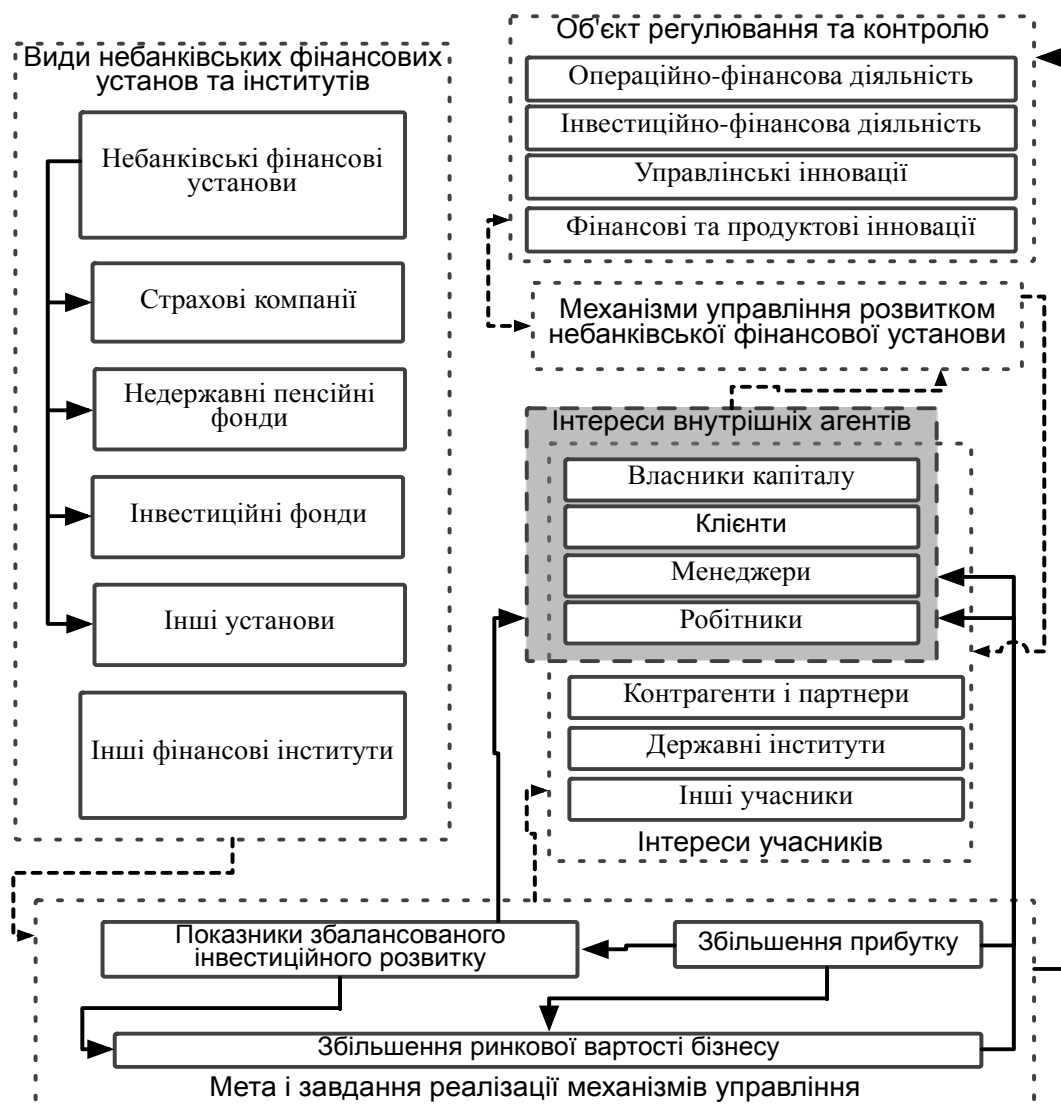 Види небанківських фінансових
установ та інститутів
Небанківські фінансові
установи
Страхові компанії
Недержавні пенсійні
фонди
Інвестиційні фонди
Інші установи
Інші фінансові інститути
Об'єкт регулювання та контролю
Операційно-фінансова діяльність
Інвестиційно-фінансова діяльність
Управлінські інновації
Фінансові та продуктові інновації
Механізми управління розвитком
небанківської фінансової установи
Інтереси внутрішніх агентів
Власники капіталу
Клієнти
Менеджери
Робітники
Контрагенти і партнери
Державні інститути
Інші учасники
Інтереси учасників
Показники збалансованого
інвестиційного розвитку
Збільшення прибутку
Збільшення ринкової вартості бізнесу
Мета і завдання реалізації механізмів управління